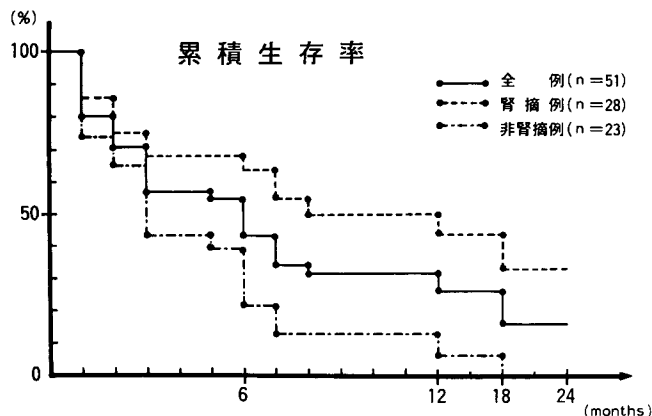 (%)
累積生存率
100
全 例(n=51)
腎摘例(n=28)
非腎摘例(n=23)
50
0
6 12 18 24
(months)